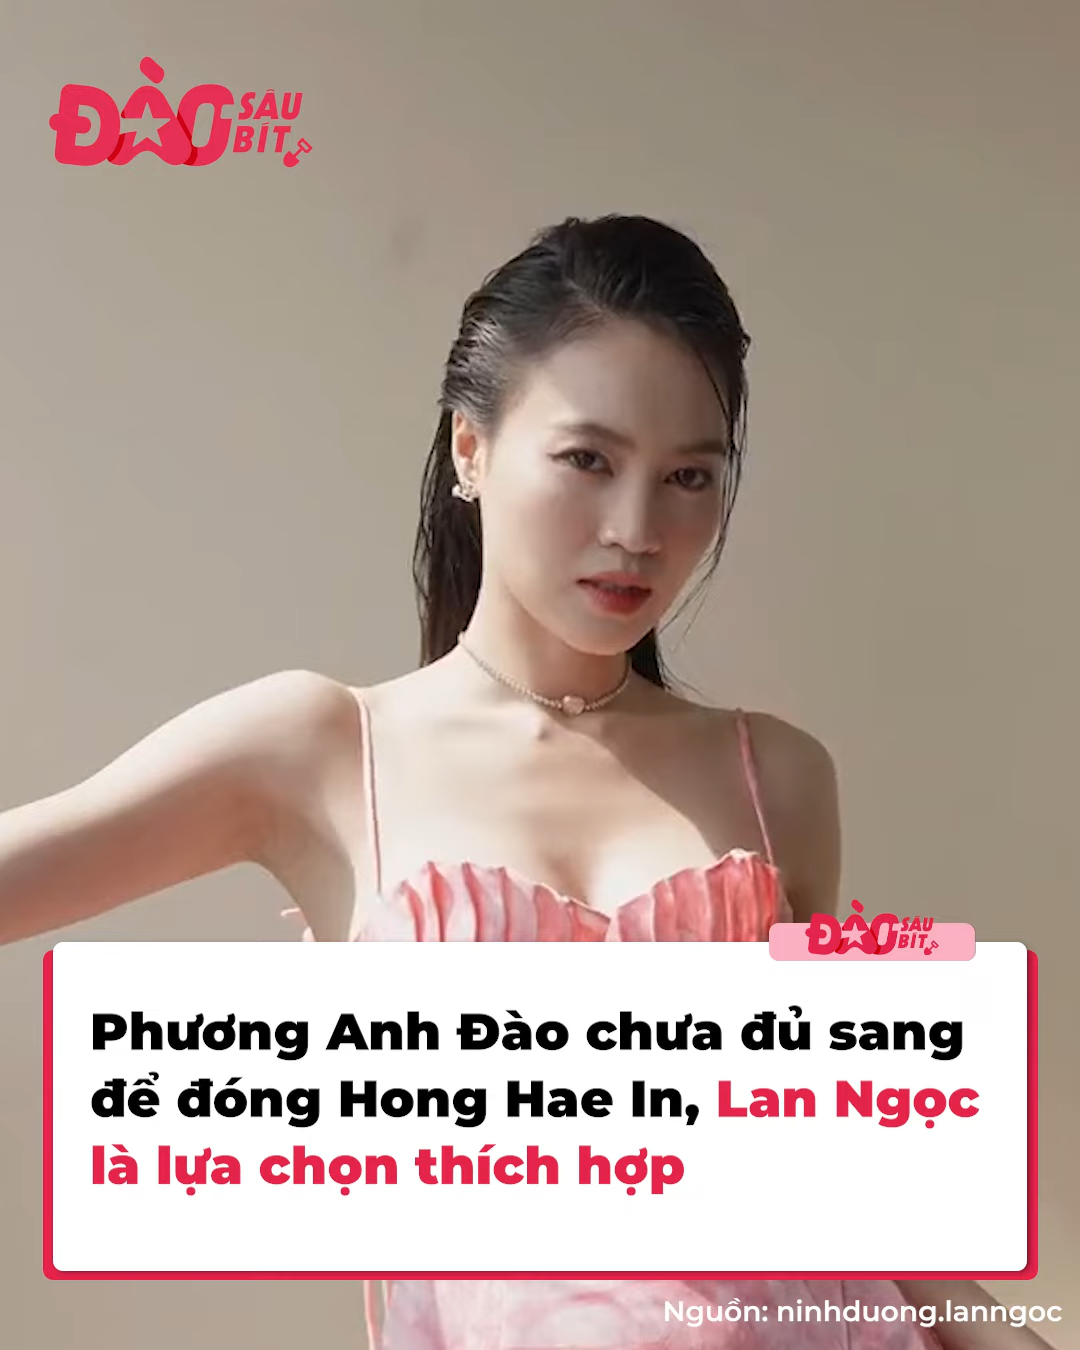 ĐÀO SÂU
BÍT
ĐÀO SÂU
BÍT
Phương Anh Đào chưa đủ sang
để đóng Hong Hae In, Lan Ngọc
là lựa chọn thích hợp
Nguồn: ninhduong.lanngoc